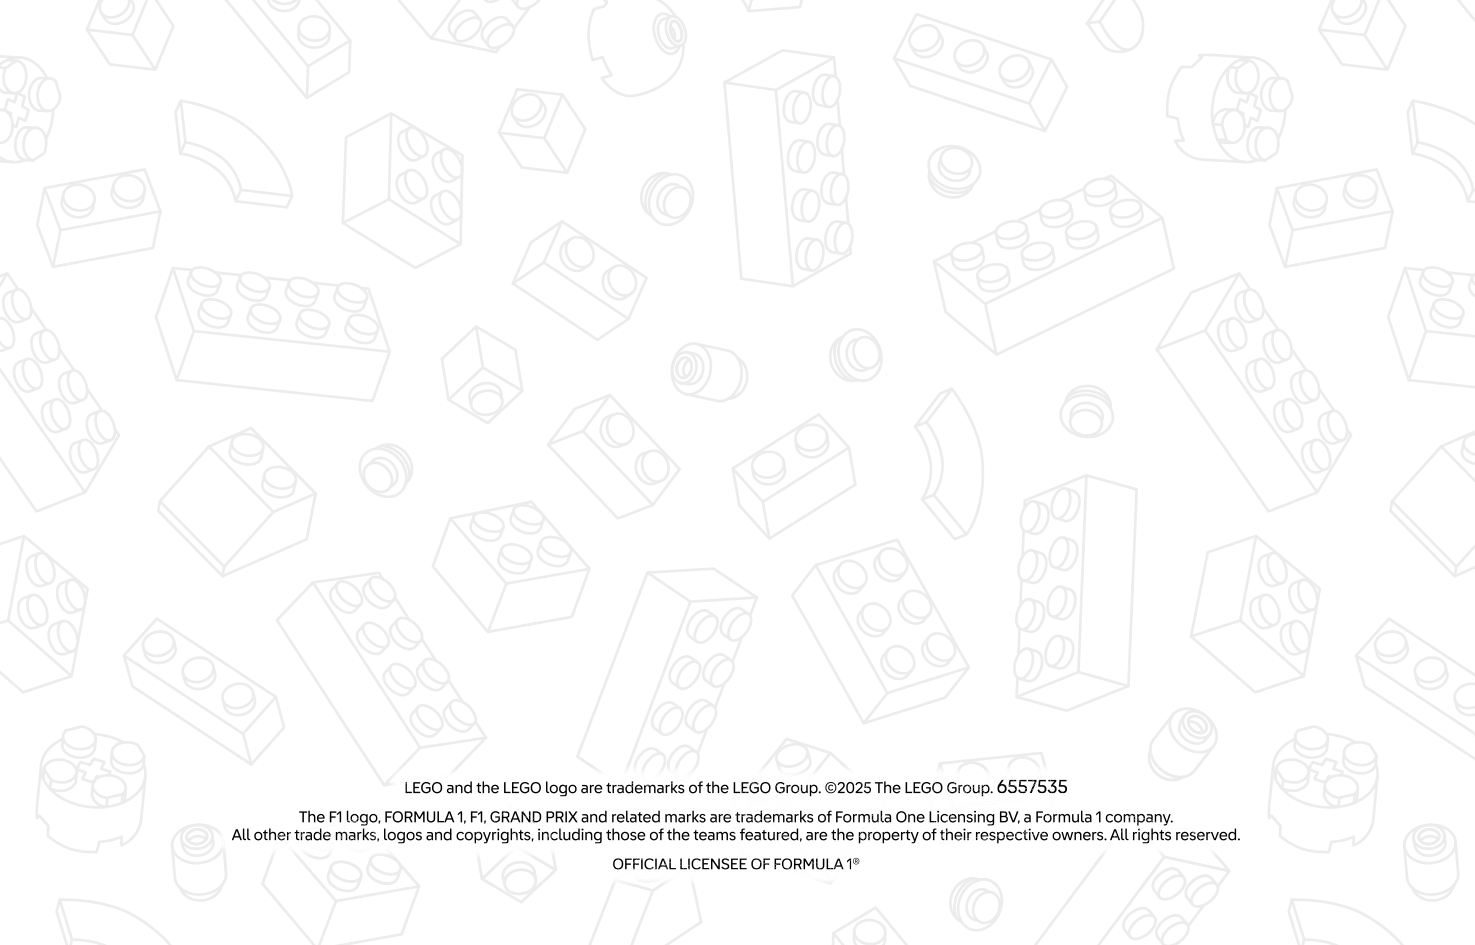 LEGO and the LEGO logo are trademarks of the LEGO Group. ©2025 The LEGO Group. 6557535
The F1 logo, FORMULA 1, F1, GRAND PRIX and related marks are trademarks of Formula One Licensing BV, a Formula 1 company.
All other trade marks, logos and copyrights, including those of the teams featured, are the property of their respective owners. All rights reserved.
OFFICIAL LICENSEE OF FORMULA 1®